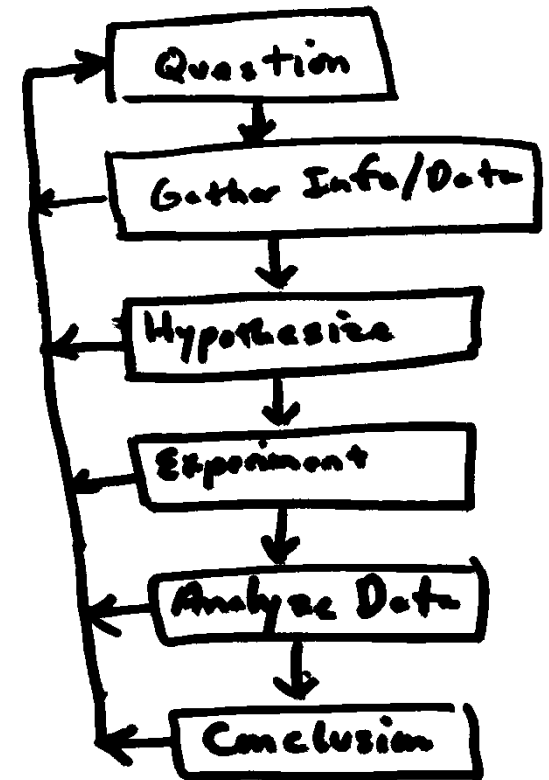 Question
Gather Info/Data
Hypothesize
Experiment
Analyze Data
Conclusion